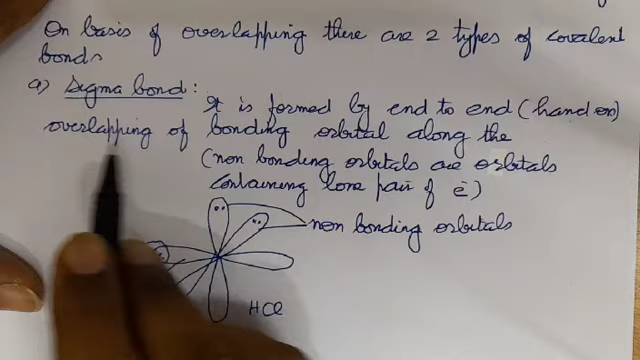 On basis of overlapping there are 2 types of covalent
bonds
a) Sigma bond : It is formed by end to end (hand on)
overlapping of bonding orbital along the
(non bonding orbitals are orbitals
containing lone pair of ē)
non bonding orbitals
HCl